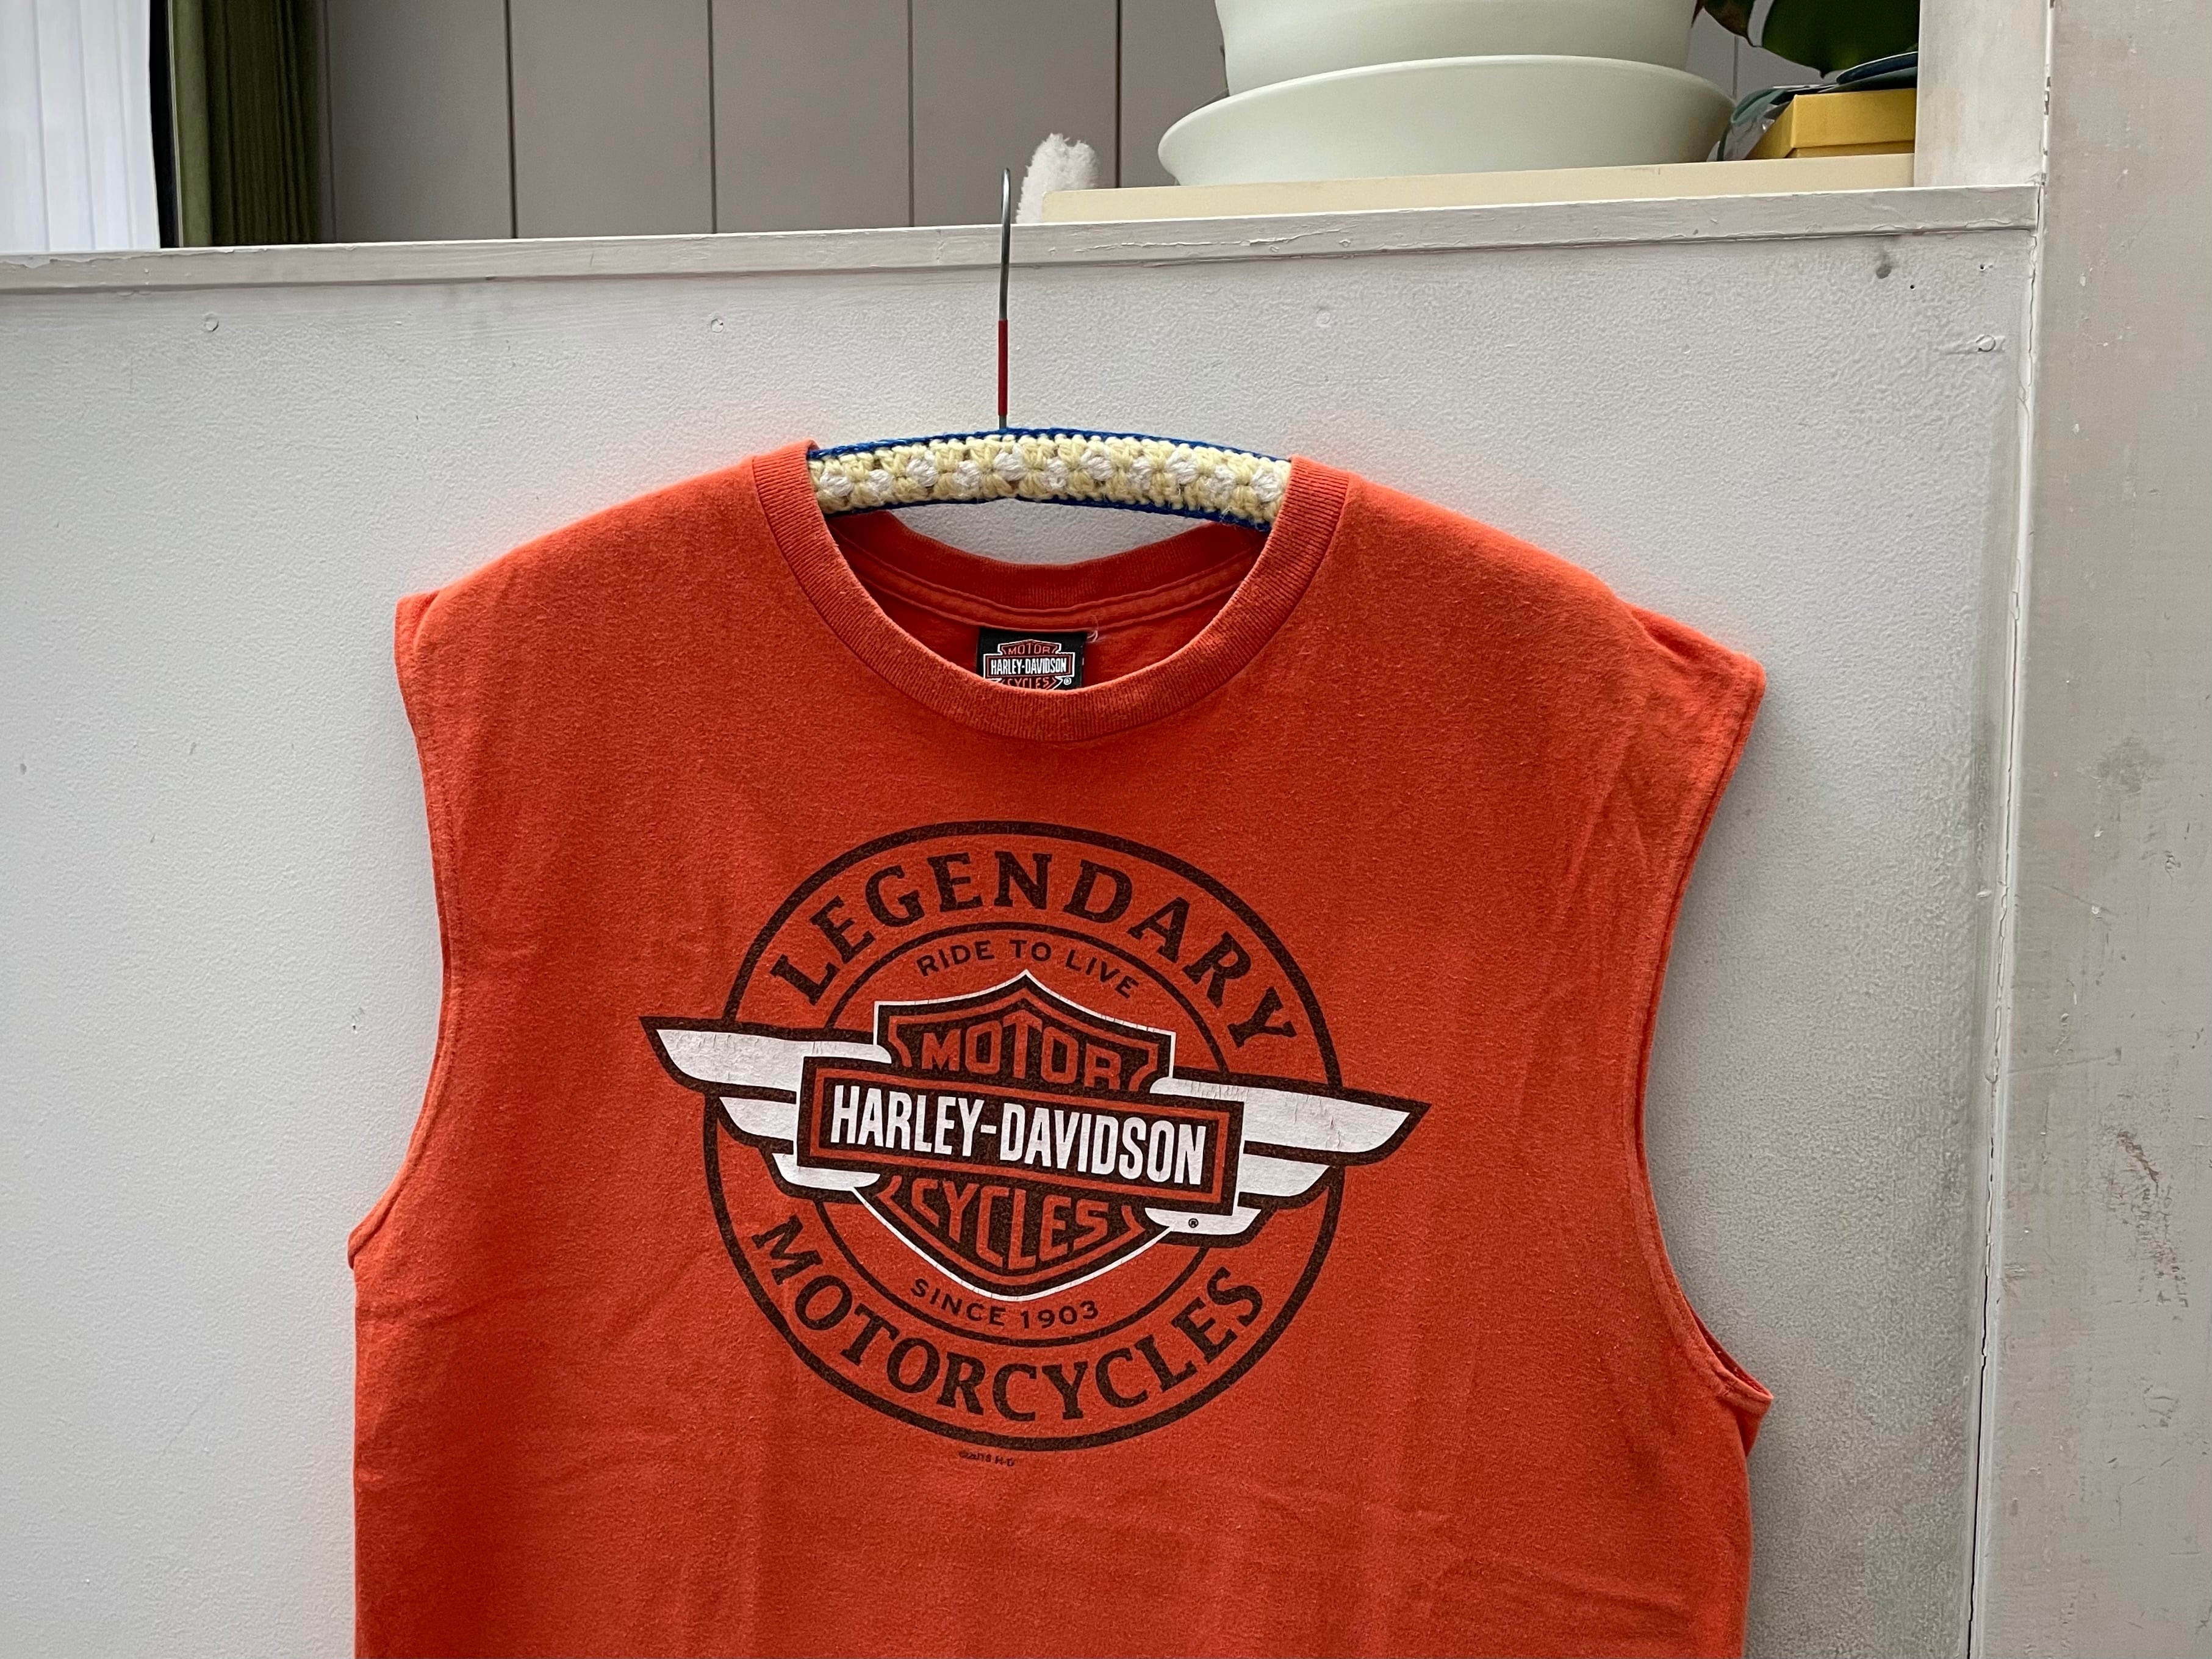 MOTOR
HARLEY-DAVIDSON
CYCLES
®
LEGENDARY
RIDE TO LIVE
MOTOR
HARLEY-DAVIDSON
CYCLES
®
SINCE 1903
MOTORCYCLES
H-D